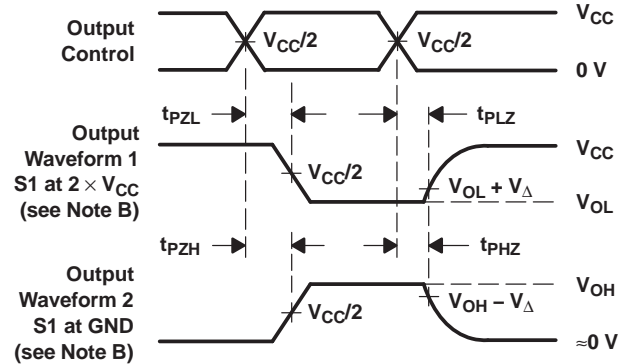 Output
Control
V_CC/2
V_CC/2
V_CC
0 V
t_PZL
t_PLZ
Output
Waveform 1
S1 at 2 × V_CC
(see Note B)
V_CC/2
V_OL + V_Δ
V_CC
V_OL
t_PZH
t_PHZ
Output
Waveform 2
S1 at GND
(see Note B)
V_CC/2
V_OH − V_Δ
V_OH
≈0 V